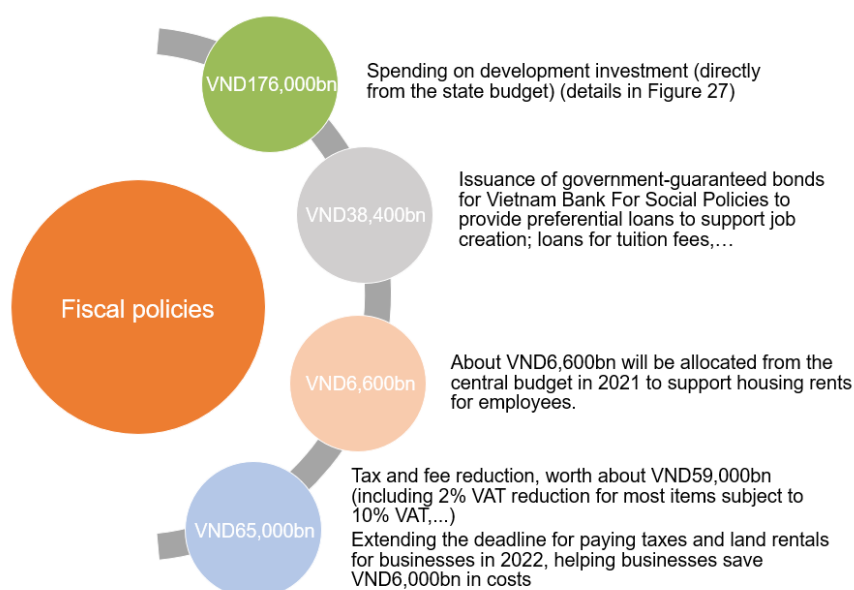 VND176,000bn
Spending on development investment (directly
from the state budget) (details in Figure 27)
VND38,400bn
Issuance of government-guaranteed bonds
for Vietnam Bank For Social Policies to
provide preferential loans to support job
creation; loans for tuition fees,…
Fiscal policies
VND6,600bn
About VND6,600bn will be allocated from the
central budget in 2021 to support housing rents
for employees.
VND65,000bn
Tax and fee reduction, worth about VND59,000bn
(including 2% VAT reduction for most items subject to
10% VAT,...)
Extending the deadline for paying taxes and land rentals
for businesses in 2022, helping businesses save
VND6,000bn in costs